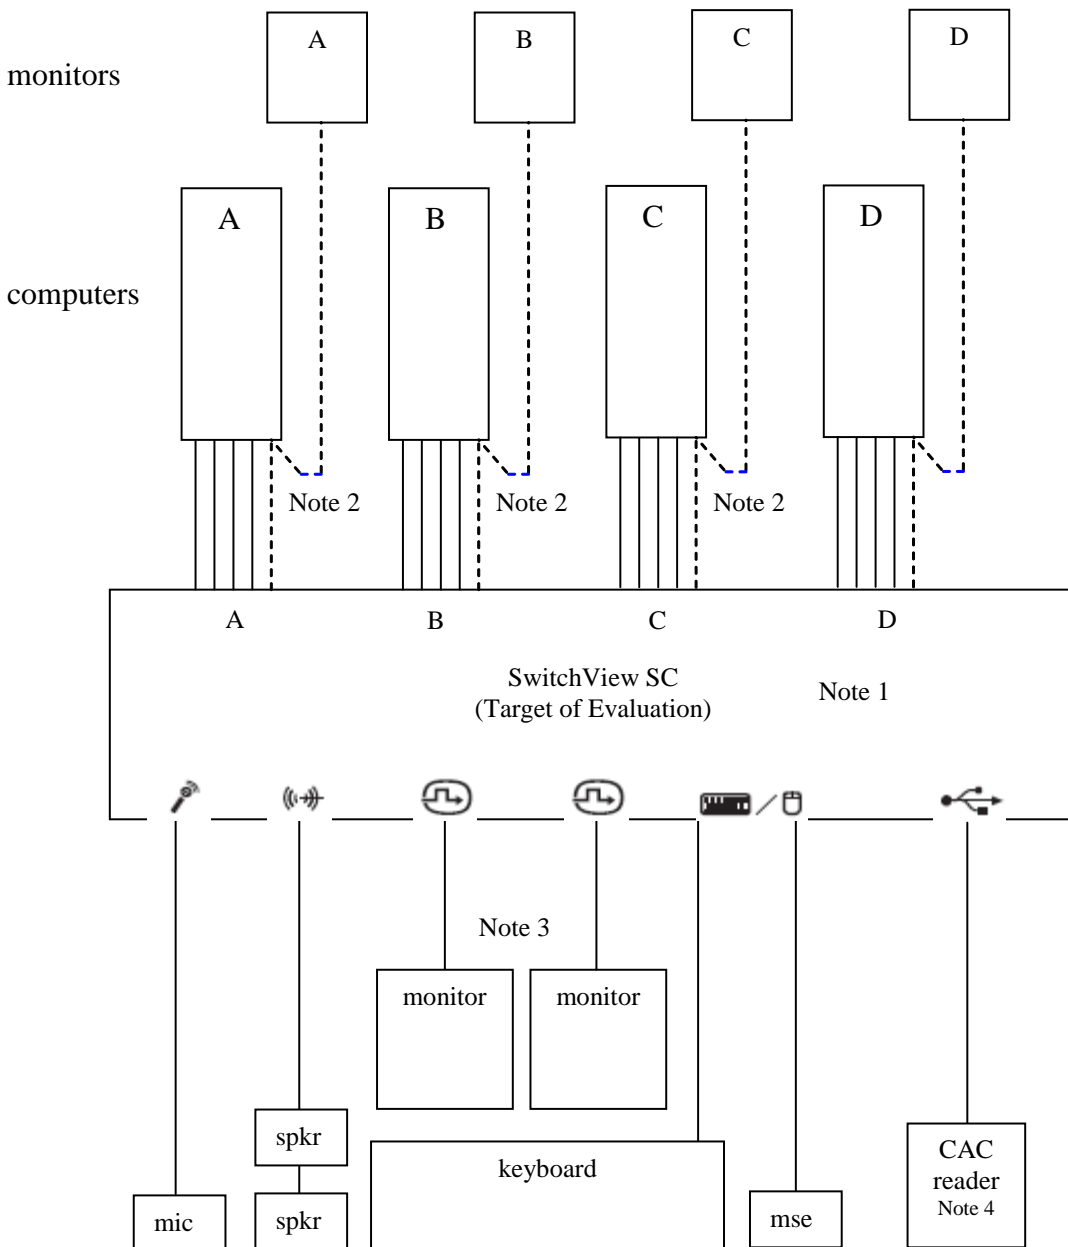 A
B
C
D
monitors
A
B
C
D
computers
Note 2
Note 2
Note 2
A
B
C
D
SwitchView SC
(Target of Evaluation)
Note 1
Note 3
monitor
monitor
spkr
keyboard
CAC
reader
Note 4
mic
spkr
mse